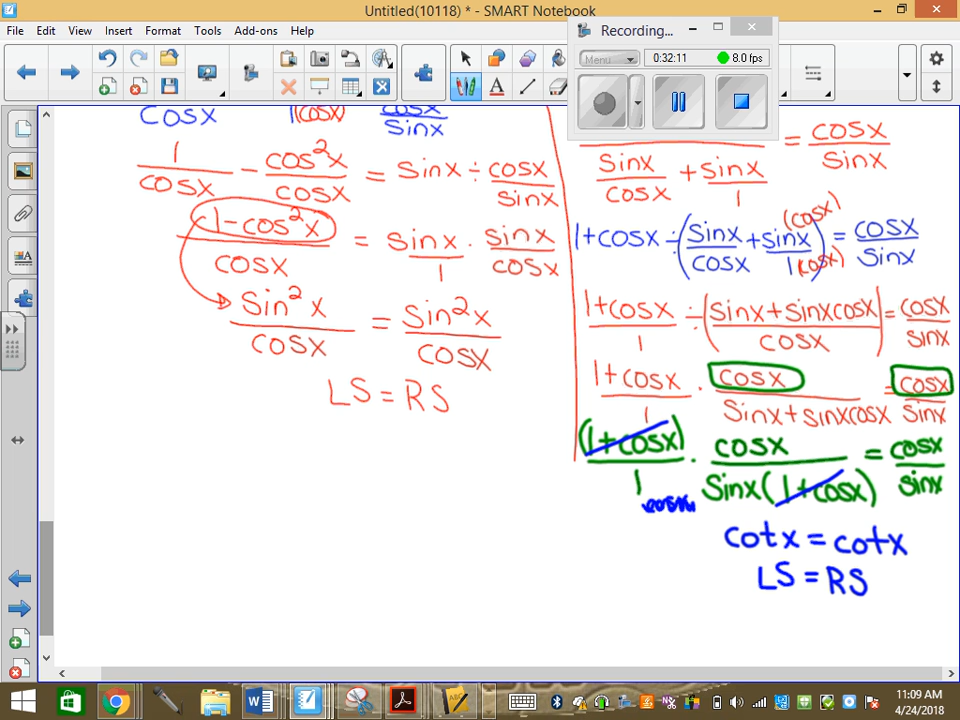 Untitled(10118) * - SMART Notebook
File Edit View Insert Format Tools Add-ons Help
Recording...
Menu 0:32:11 8.0 fps
cosx 1(cosx) cosx/sinx
1/cosx - cos²x/cosx = sinx ÷ cosx/sinx
1-cos²x/cosx = sinx/1 · sinx/cosx
sin²x/cosx = sin²x/cosx
LS = RS
sinx/cosx + sinx/1 = cosx/sinx
1+cosx ÷ (sinx/cosx + sinx(cosx)/1(cosx)) = cosx/sinx
1+cosx/1 ÷ (sinx+sinxcosx/cosx) = cosx/sinx
1+cosx/1 · cosx/sinx+sinxcosx = cosx/sinx
(1+cosx)/1 · cosx/sinx(1+cosx) = cosx/sinx
cotx = cotx
LS = RS
11:09 AM
4/24/2018